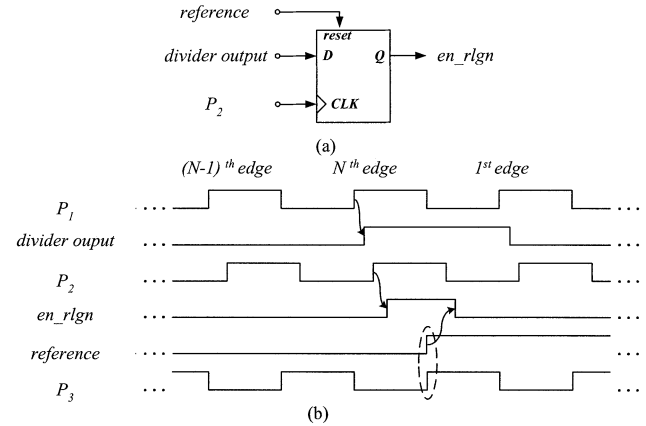 reference
reset
divider output
D
Q
en_rlgn
P2
CLK
(a)
(N-1) th edge
N th edge
1st edge
P1
...
...
divider ouput
...
...
P2
...
...
en_rlgn
...
...
reference
...
...
P3
...
...
(b)